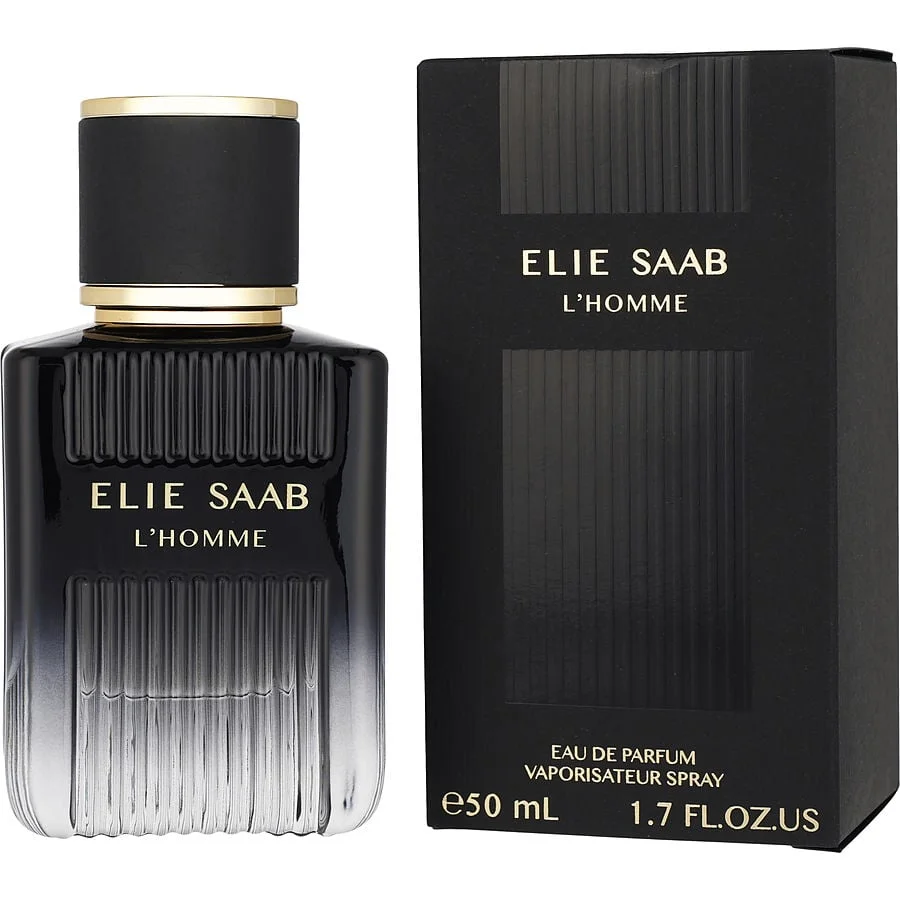 ELIE SAAB
L'HOMME
ELIE SAAB
L'HOMME
EAU DE PARFUM
VAPORISATEUR SPRAY
℮50 mL 1.7 FL.OZ.US